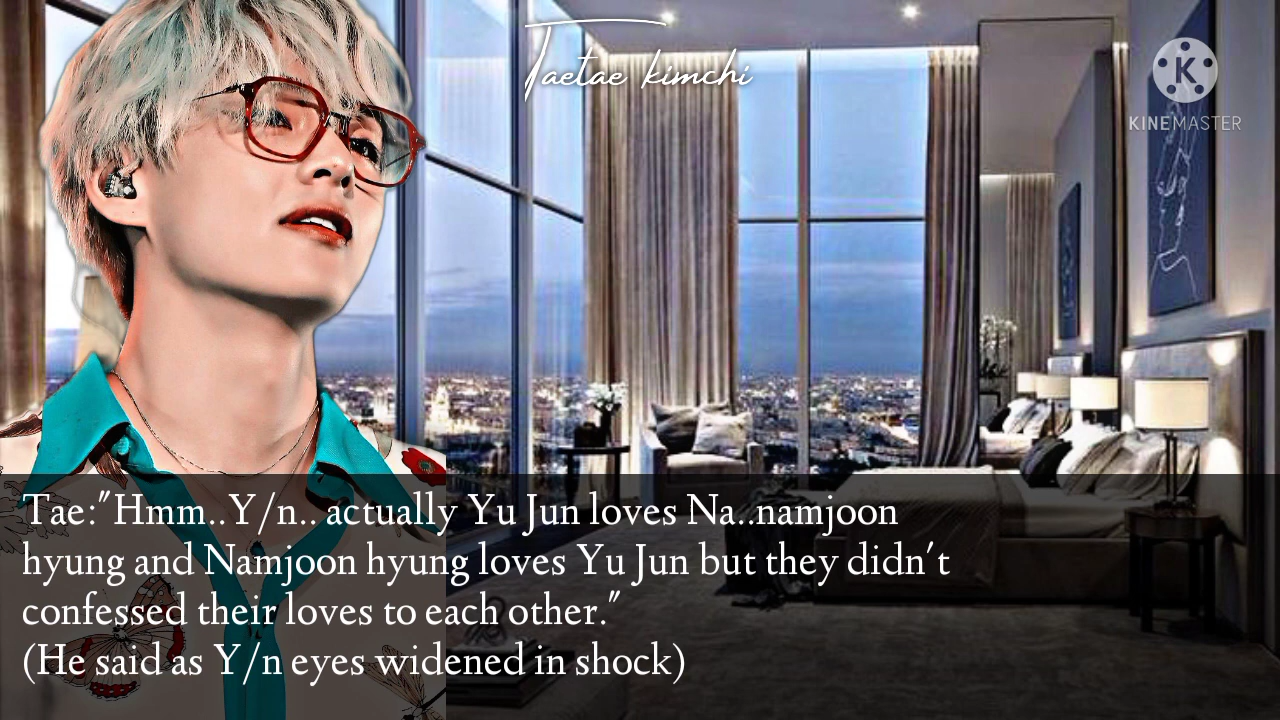 Taetae kimchi
K
KINEMASTER
Tae:"Hmm..Y/n.. actually Yu Jun loves Na..namjoon
hyung and Namjoon hyung loves Yu Jun but they didn't
confessed their loves to each other."
(He said as Y/n eyes widened in shock)